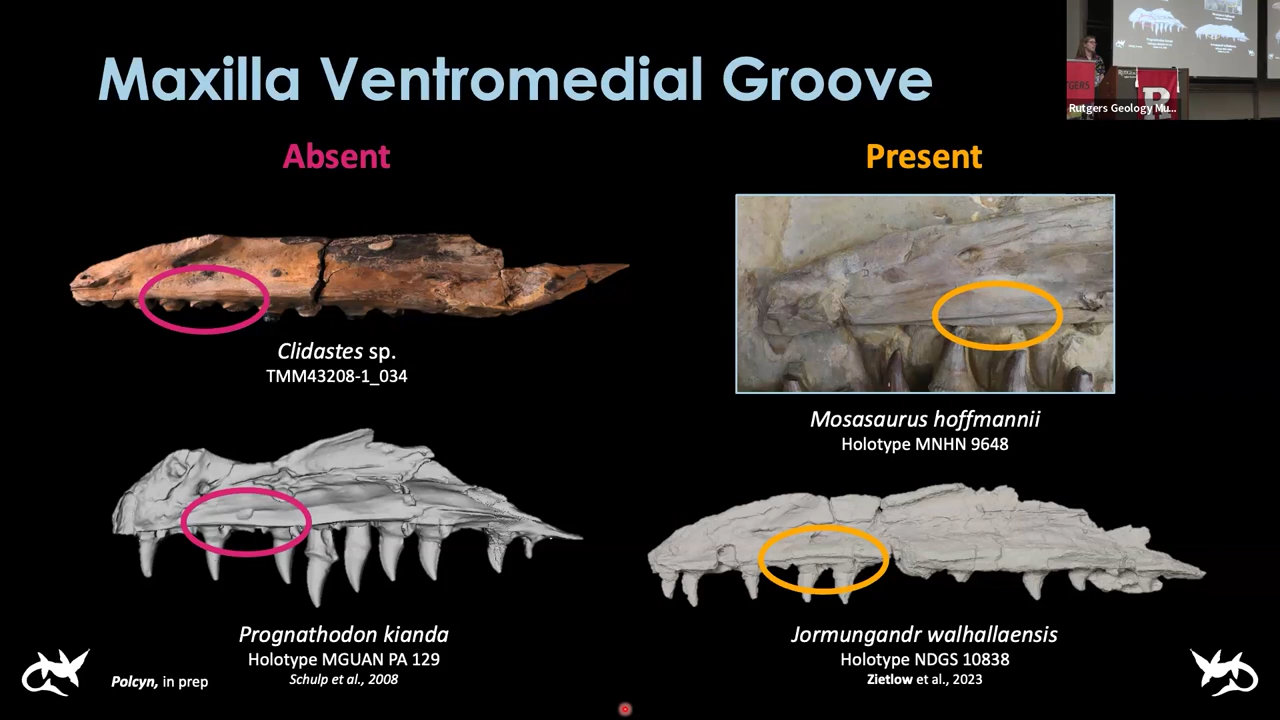 Maxilla Ventromedial Groove
Absent
Present
Clidastes sp.
TMM43208-1_034
Mosasaurus hoffmannii
Holotype MNHN 9648
Prognathodon kianda
Holotype MGUAN PA 129
Schulp et al., 2008
Jormungandr walhallaensis
Holotype NDGS 10838
Zietlow et al., 2023
Polcyn, in prep
RUTGERS
R
Rutgers Geology Mu...